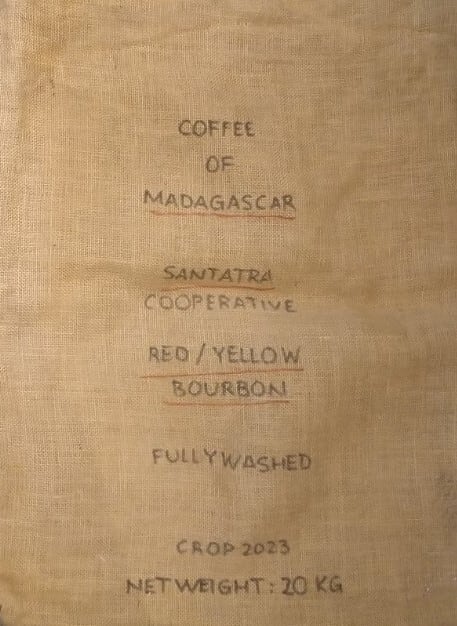 COFFEE
OF
MADAGASCAR
SANTATRA
COOPERATIVE
RED / YELLOW
BOURBON
FULLYWASHED
CROP 2023
NET WEIGHT: 20 KG